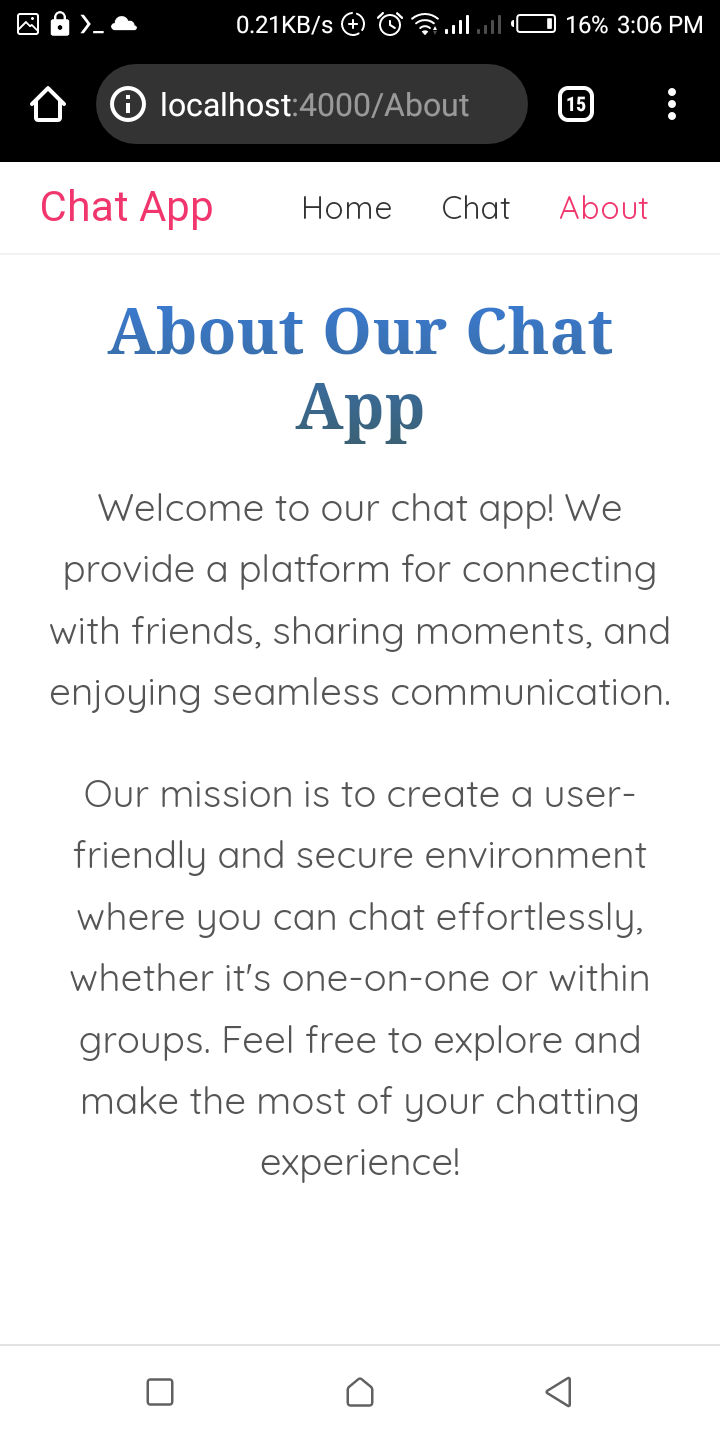 0.21KB/s 16% 3:06 PM
localhost:4000/About 15
Chat App Home Chat About
About Our Chat
App
Welcome to our chat app! We
provide a platform for connecting
with friends, sharing moments, and
enjoying seamless communication.
Our mission is to create a user-
friendly and secure environment
where you can chat effortlessly,
whether it's one-on-one or within
groups. Feel free to explore and
make the most of your chatting
experience!